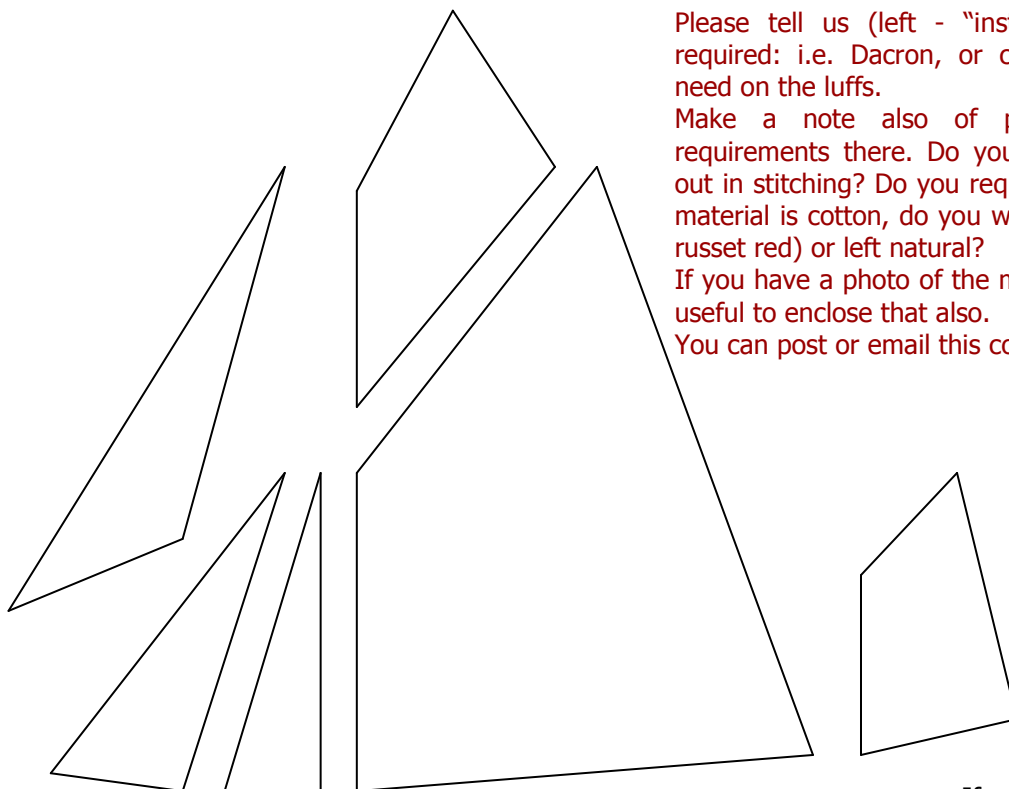 Please tell us (left - “inst
required: i.e. Dacron, or c
need on the luffs.
Make a note also of p
requirements there. Do you
out in stitching? Do you req
material is cotton, do you w
russet red) or left natural?
If you have a photo of the m
useful to enclose that also.
You can post or email this co